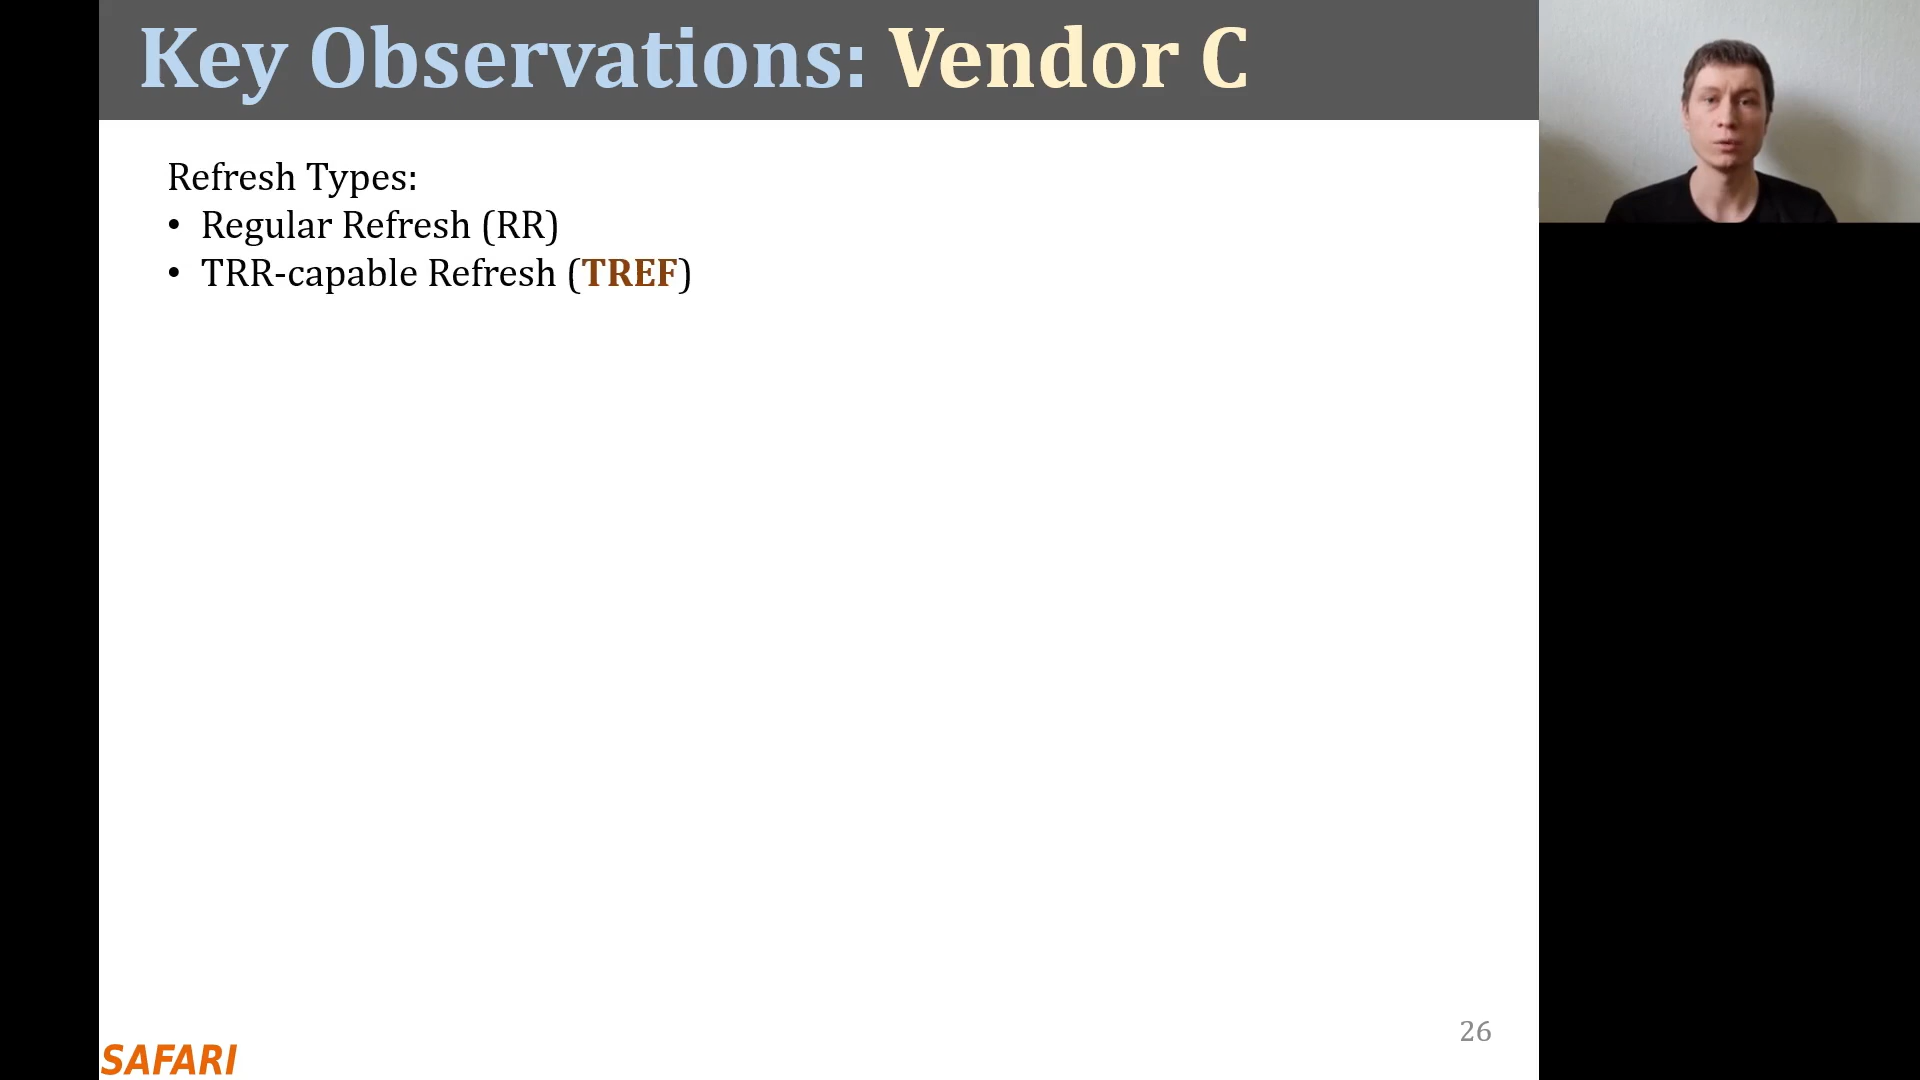 Key Observations: Vendor C
Refresh Types:
• Regular Refresh (RR)
• TRR-capable Refresh (TREF)
26
SAFARI